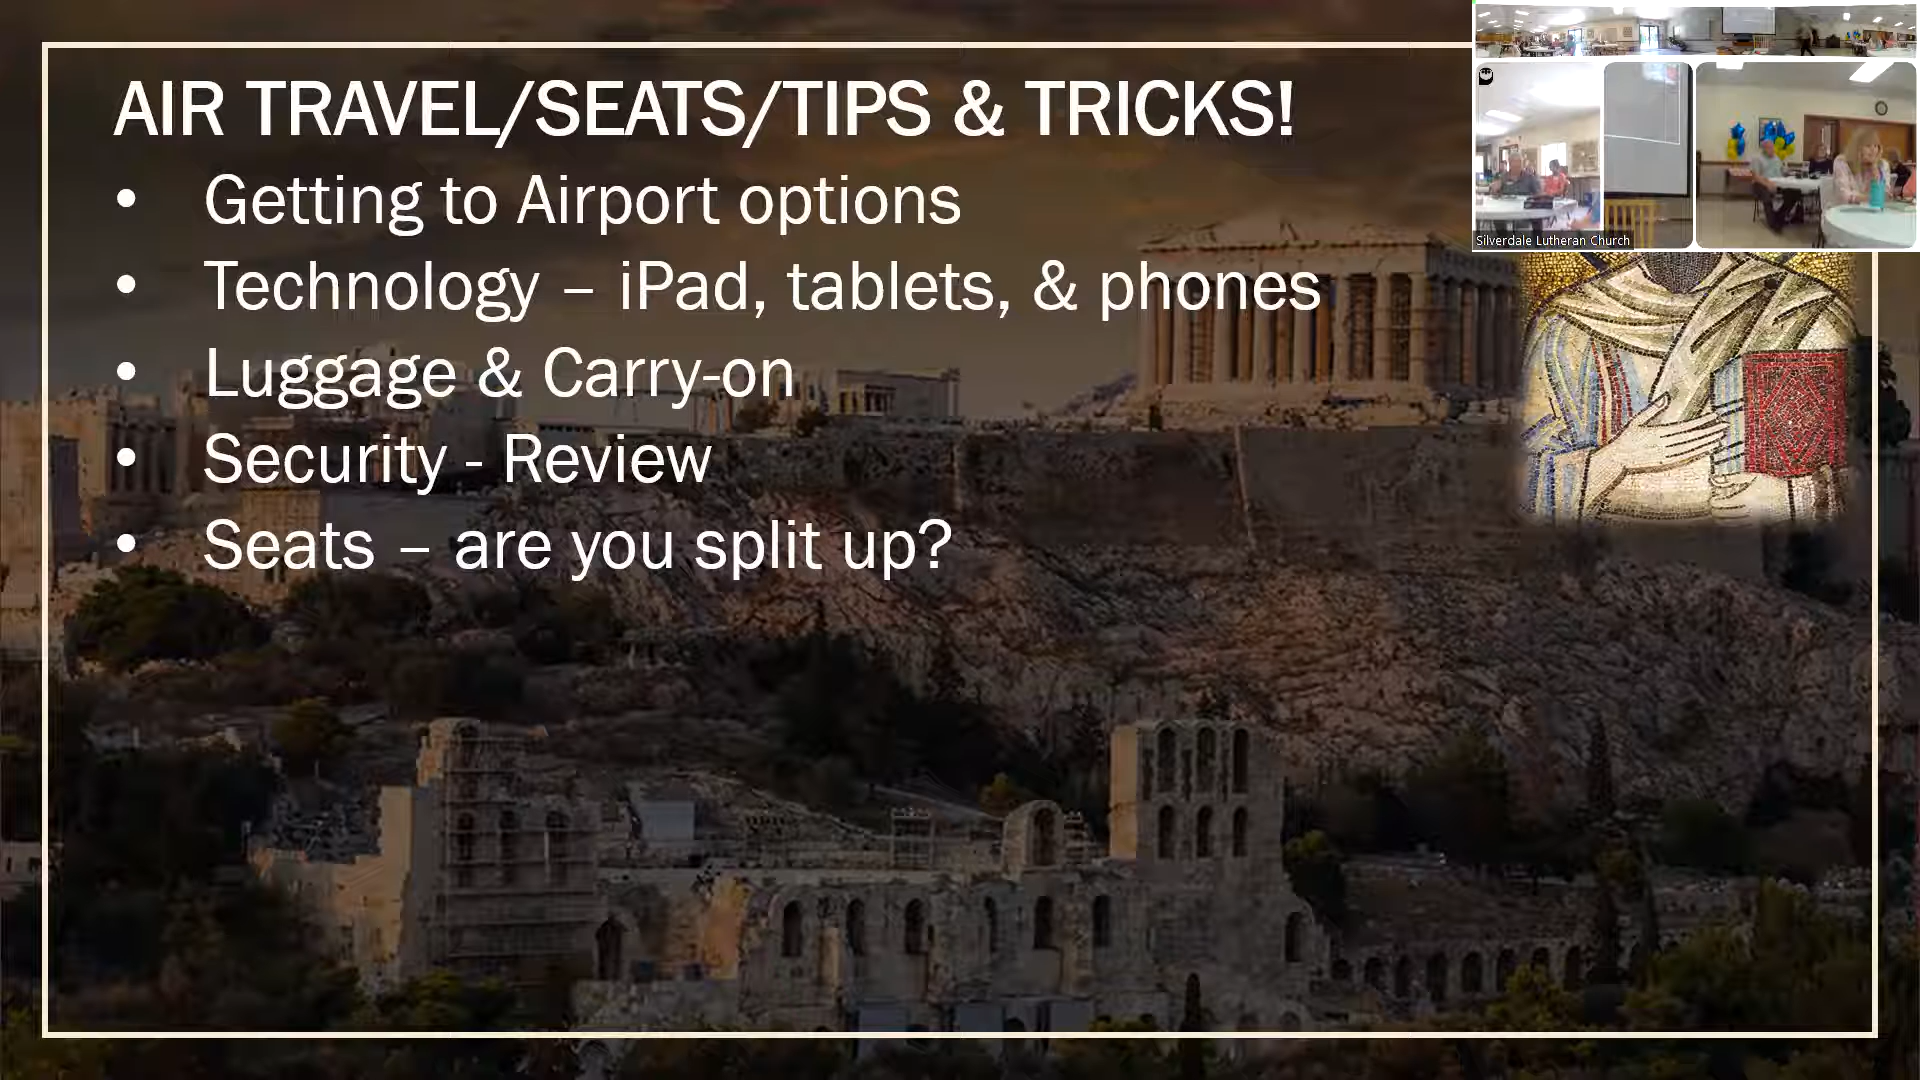 AIR TRAVEL/SEATS/TIPS & TRICKS!
• Getting to Airport options
• Technology – iPad, tablets, & phones
• Luggage & Carry-on
• Security - Review
• Seats – are you split up?
Silverdale Lutheran Church